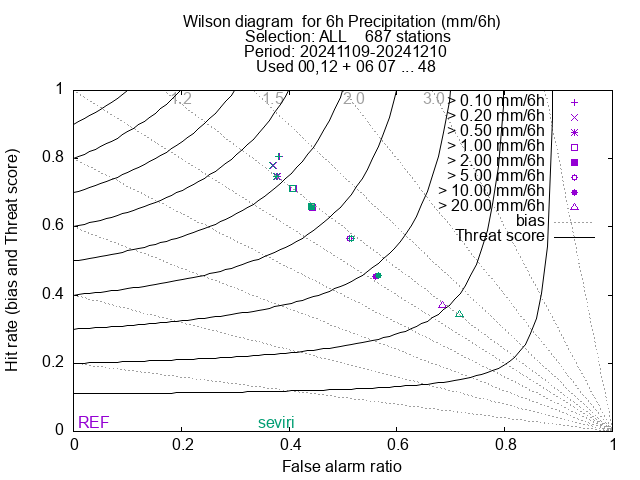 Wilson diagram  for 6h Precipitation (mm/6h)
Selection: ALL    687 stations
Period: 20241109-20241210
Used 00,12 + 06 07 ... 48
1
1.2
1.5
2.0
3.0
> 0.10 mm/6h
> 0.20 mm/6h
> 0.50 mm/6h
> 1.00 mm/6h
> 2.00 mm/6h
> 5.00 mm/6h
> 10.00 mm/6h
> 20.00 mm/6h
bias
Threat score
0.8
0.6
0.4
0.2
0
Hit rate (bias and Threat score)
REF
seviri
0
0.2
0.4
0.6
0.8
1
False alarm ratio